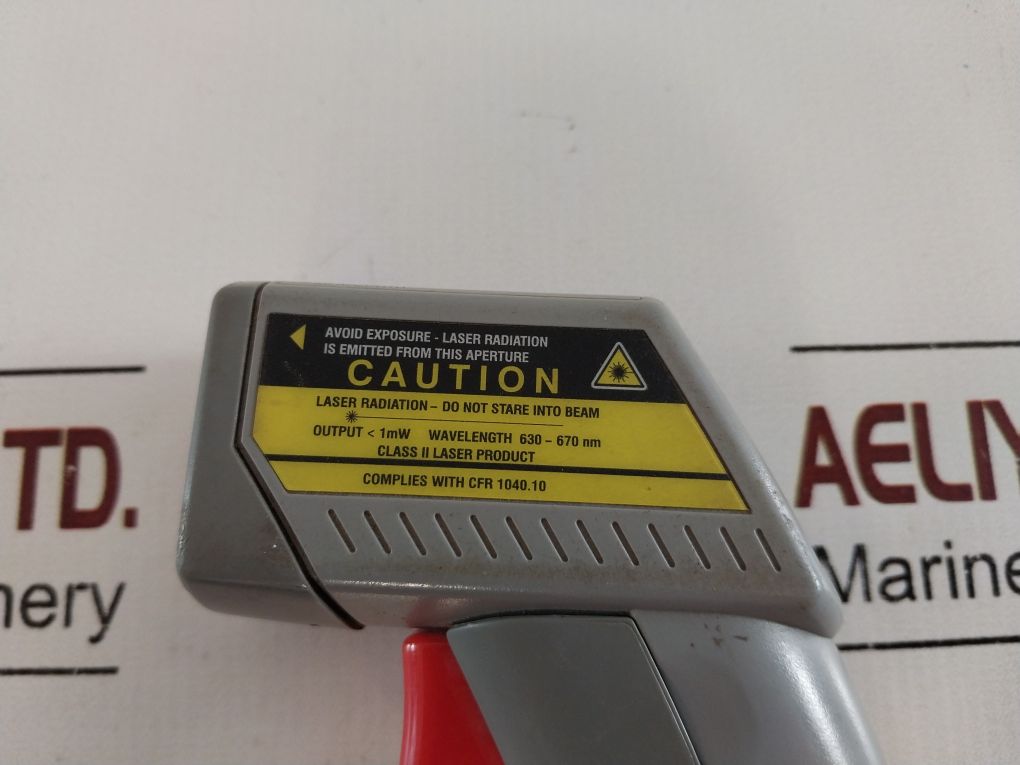 AVOID EXPOSURE - LASER RADIATION
IS EMITTED FROM THIS APERTURE
CAUTION
LASER RADIATION – DO NOT STARE INTO BEAM
OUTPUT < 1mW WAVELENGTH 630 – 670 nm
CLASS II LASER PRODUCT
COMPLIES WITH CFR 1040.10
TD.
nery
AELIY
Marine